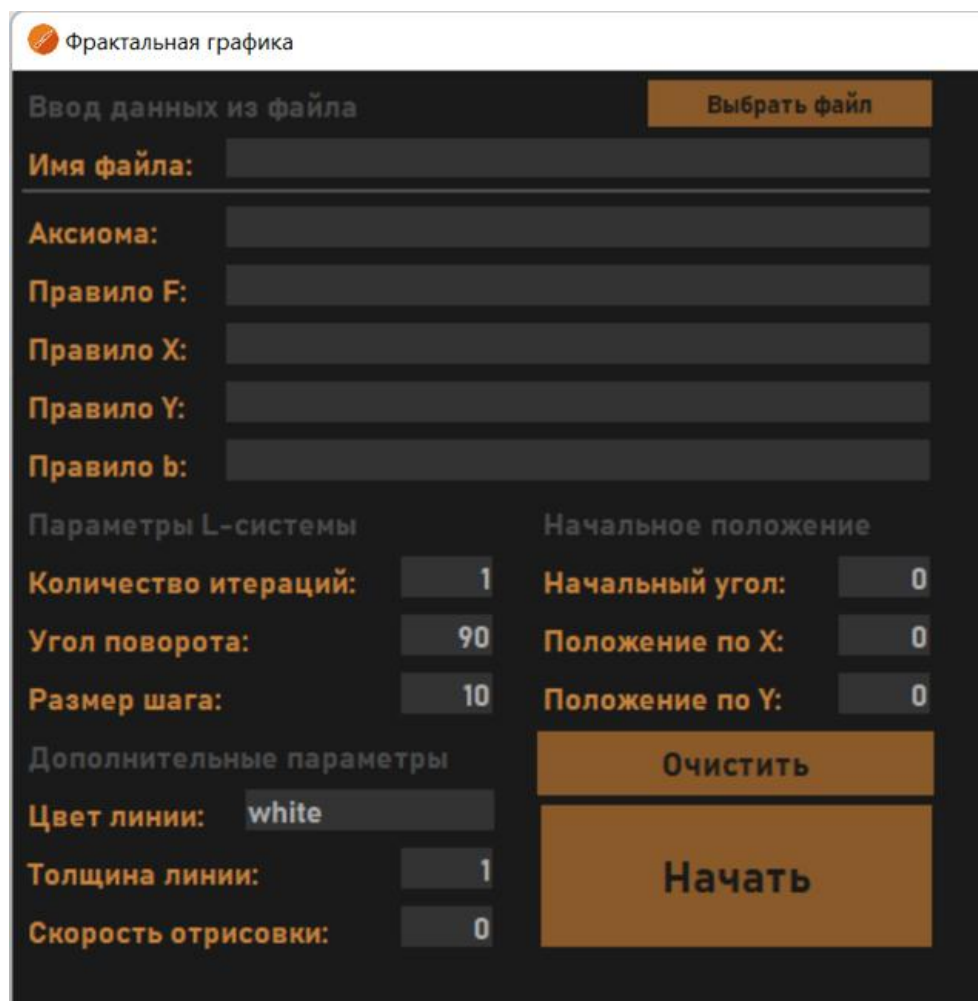 Фрактальная графика
Ввод данных из файла
Выбрать файл
Имя файла:
Аксиома:
Правило F:
Правило X:
Правило Y:
Правило b:
Параметры L-системы
Количество итераций: 1
Угол поворота: 90
Размер шага: 10
Начальное положение
Начальный угол: 0
Положение по X: 0
Положение по Y: 0
Дополнительные параметры
Цвет линии: white
Толщина линии: 1
Скорость отрисовки: 0
Очистить
Начать